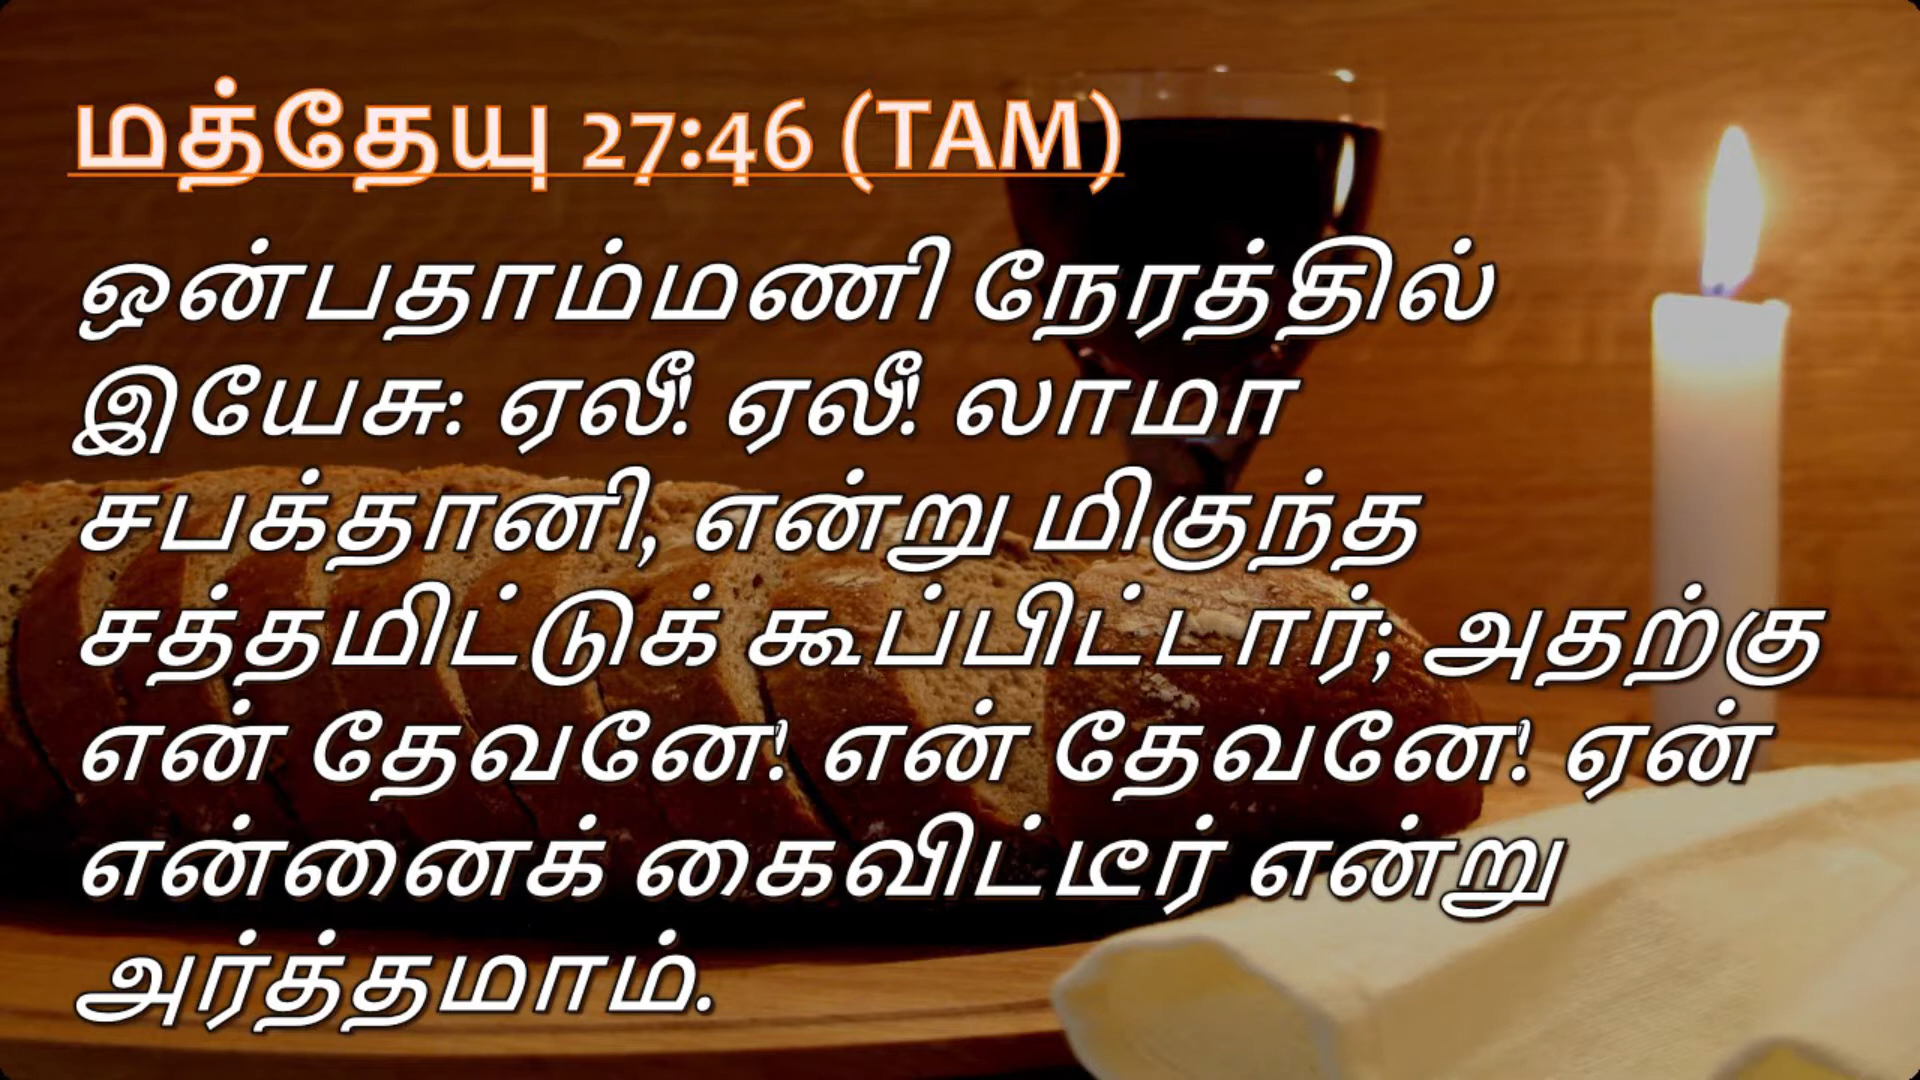 மத்தேயு 27:46 (TAM)
ஒன்பதாம்மணி நேரத்தில்
இயேசு: ஏலீ! ஏலீ! லாமா
சபக்தானி, என்று மிகுந்த
சத்தமிட்டுக் கூப்பிட்டார்; அதற்கு
என் தேவனே! என் தேவனே! ஏன்
என்னைக் கைவிட்டீர் என்று
அர்த்தமாம்.